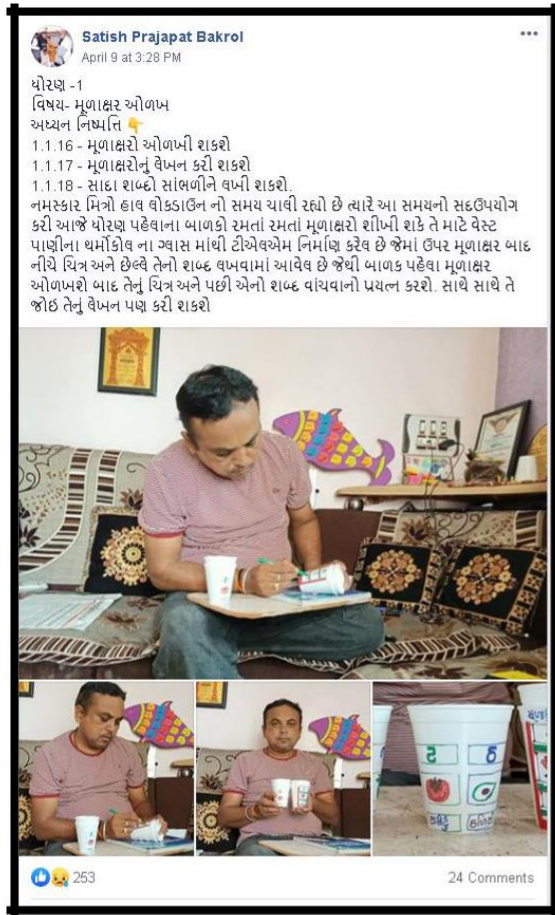 Satish Prajapat Bakrol
April 9 at 3:28 PM
ધોરણ -1
વિષય- મૂળાક્ષર ઓળખ
અધ્યન નિષ્પત્તિ 👇
1.1.16 - મૂળાક્ષરો ઓળખી શકશે
1.1.17 - મૂળાક્ષરોનું લેખન કરી શકશે
1.1.18 - સાદા શબ્દો સાંભળીને લખી શકશે.
નમસ્કાર મિત્રો હાલ લોકડાઉન નો સમય ચાલી રહ્યો છે ત્યારે આ સમયનો સદઉપયોગ
કરી આજે ધોરણ પહેલાના બાળકો રમતાં રમતાં મૂળાક્ષરો શીખી શકે તે માટે વેસ્ટ
પાણીના થર્મોકોલ ના ગ્લાસ માંથી ટીએલએમ નિર્માણ કરેલ છે જેમાં ઉપર મૂળાક્ષર બાદ
નીચે ચિત્ર અને છેલ્લે તેનો શબ્દ લખવામાં આવેલ છે જેથી બાળક પહેલા મૂળાક્ષર
ઓળખશે બાદ તેનું ચિત્ર અને પછી એનો શબ્દ વાંચવાનો પ્રયત્ન કરશે. સાથે સાથે તે
જોઈ તેનું લેખન પણ કરી શકશે
ટ ઠ
253
24 Comments